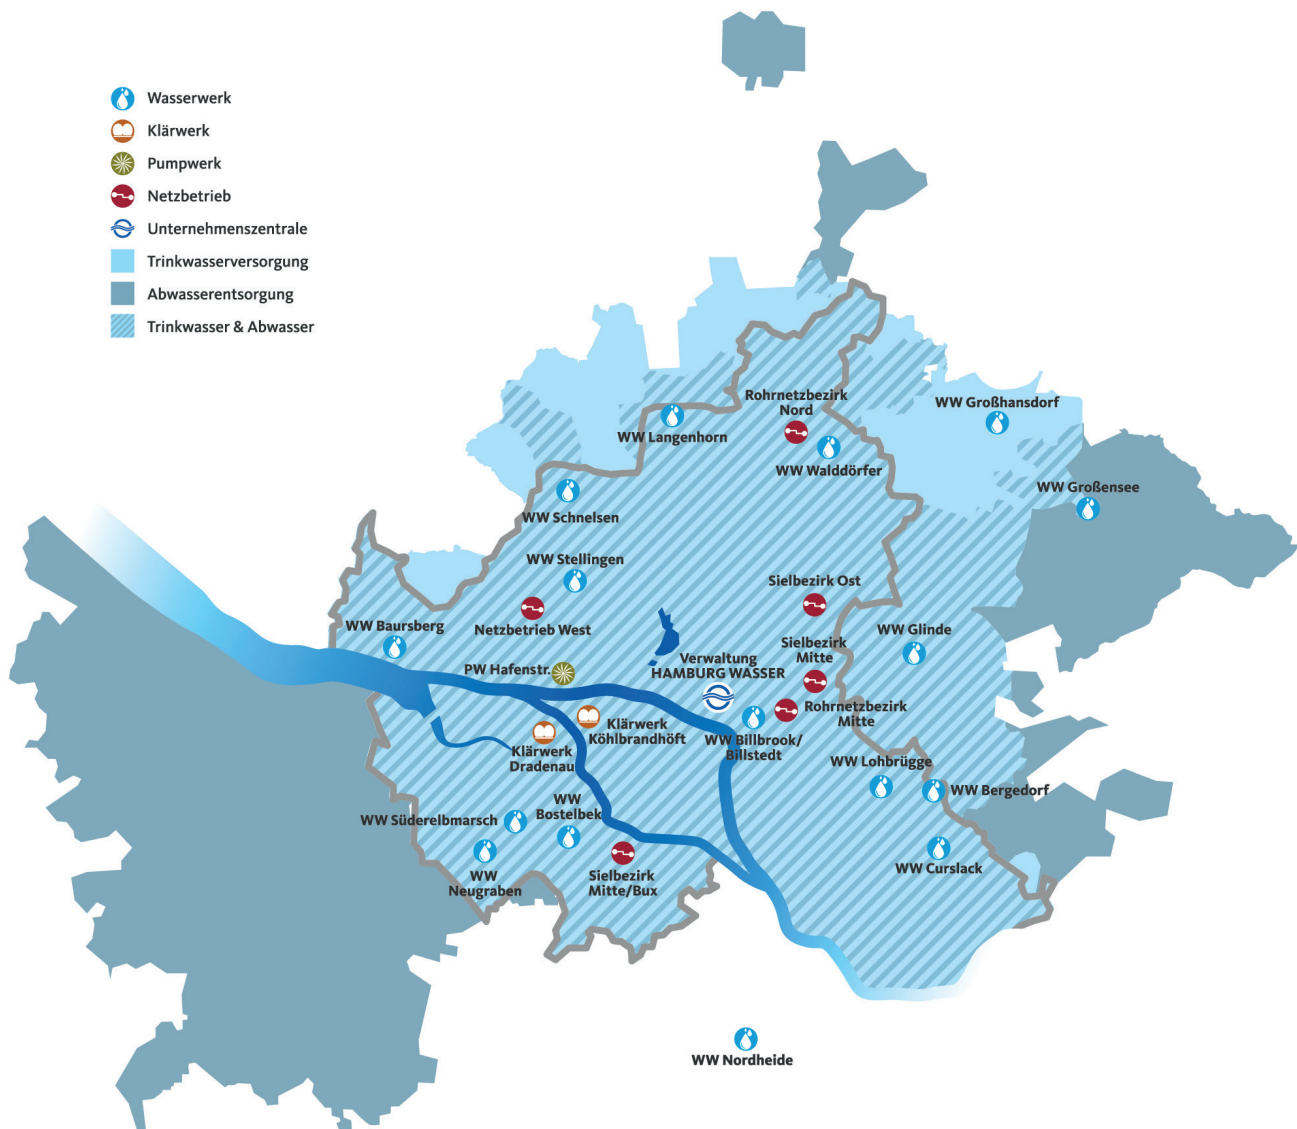 Wasserwerk
Klärwerk
Pumpwerk
Netzbetrieb
Unternehmenszentrale
Trinkwasserversorgung
Abwasserentsorgung
Trinkwasser & Abwasser
Rohrnetzbezirk
Nord
WW Großhansdorf
WW Langenhorn
WW Walddörfer
WW Großensee
WW Schnelsen
WW Stellingen
Sielbezirk Ost
WW Baursberg
Netzbetrieb West
WW Glinde
Sielbezirk
Mitte
PW Hafenstr.
Verwaltung
HAMBURG WASSER
Rohrnetzbezirk
Mitte
Klärwerk
Köhlbrandhöft
Klärwerk
Dradenau
WW Billbrook/
Billstedt
WW Lohbrügge
WW Bergedorf
WW
Bostelbek
WW Süderelbmarsch
WW Curslack
WW
Neugraben
Sielbezirk
Mitte/Bux
WW Nordheide